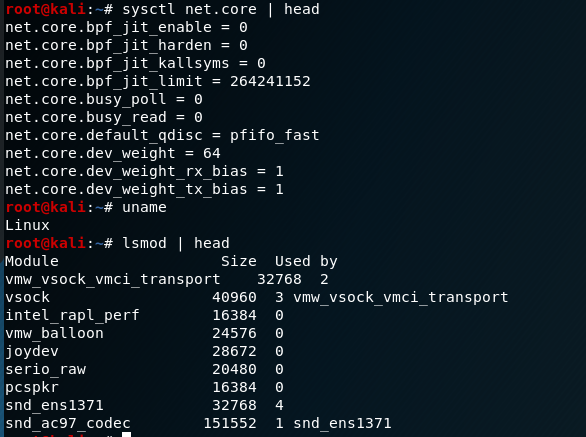 root@kali:~# sysctl net.core | head
net.core.bpf_jit_enable = 0
net.core.bpf_jit_harden = 0
net.core.bpf_jit_kallsyms = 0
net.core.bpf_jit_limit = 264241152
net.core.busy_poll = 0
net.core.busy_read = 0
net.core.default_qdisc = pfifo_fast
net.core.dev_weight = 64
net.core.dev_weight_rx_bias = 1
net.core.dev_weight_tx_bias = 1
root@kali:~# uname
Linux
root@kali:~# lsmod | head
Module                  Size  Used by
vmw_vsock_vmci_transport    32768  2
vsock                  40960  3 vmw_vsock_vmci_transport
intel_rapl_perf        16384  0
vmw_balloon            24576  0
joydev                 28672  0
serio_raw              20480  0
pcspkr                 16384  0
snd_ens1371            32768  4
snd_ac97_codec        151552  1 snd_ens1371
root@kali:~#